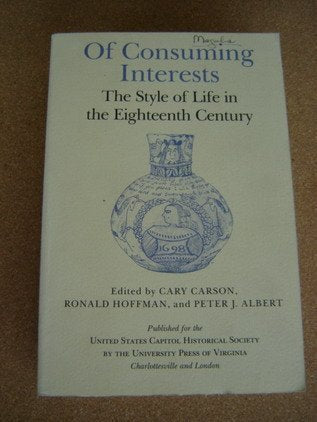 Of Consuming
Interests
The Style of Life in
the Eighteenth Century
1698
Edited by CARY CARSON,
RONALD HOFFMAN, and PETER J. ALBERT
Published for the
UNITED STATES CAPITOL HISTORICAL SOCIETY
BY THE UNIVERSITY PRESS OF VIRGINIA
Charlottesville and London